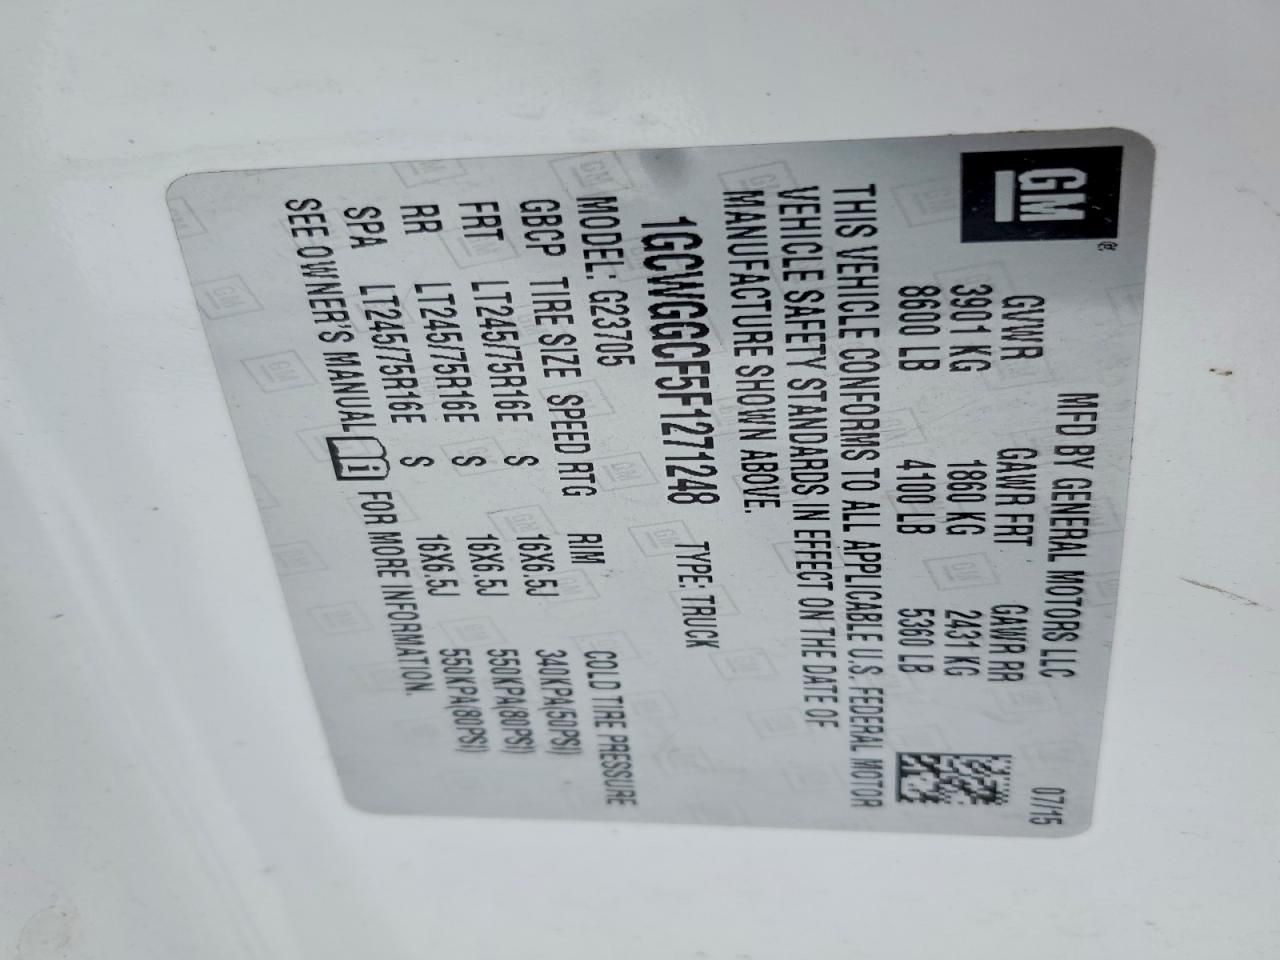 GM®
MFD BY GENERAL MOTORS LLC 07/15
GVWR GAWR FRT GAWR RR
3901 KG 1860 KG 2431 KG
8600 LB 4100 LB 5360 LB
THIS VEHICLE CONFORMS TO ALL APPLICABLE U.S. FEDERAL MOTOR
VEHICLE SAFETY STANDARDS IN EFFECT ON THE DATE OF
MANUFACTURE SHOWN ABOVE.
1GCWGGCF5F1271248 TYPE: TRUCK
MODEL: G23705
GBCP TIRE SIZE SPEED RTG RIM COLD TIRE PRESSURE
FRT LT245/75R16E S 16X6.5J 340KPA(50PSI)
RR LT245/75R16E S 16X6.5J 550KPA(80PSI)
SPA LT245/75R16E S 16X6.5J 550KPA(80PSI)
SEE OWNER'S MANUAL i FOR MORE INFORMATION.